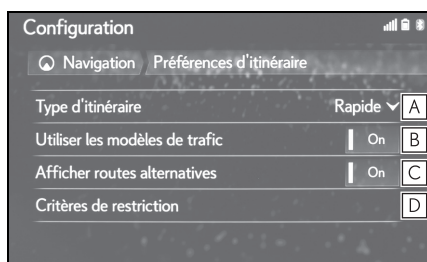 Configuration
Navigation Préférences d'itinéraire
Type d'itinéraire Rapide A
Utiliser les modèles de trafic On B
Afficher routes alternatives On C
Critères de restriction D